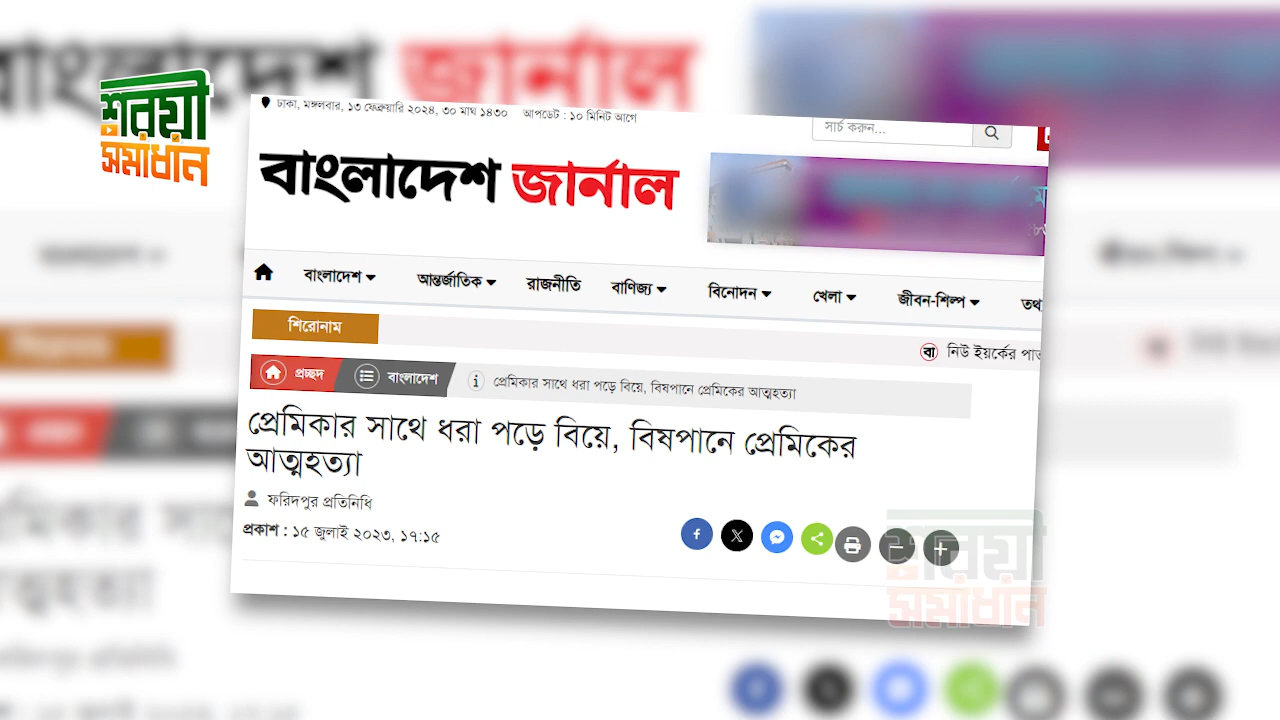 শরয়ী
সমাধান
ঢাকা, মঙ্গলবার, ১৩ ফেব্রুয়ারি ২০২৪, ৩০ মাঘ ১৪৩০ আপডেট : ১০ মিনিট আগে
সার্চ করুন...
বাংলাদেশ জার্নাল
বাংলাদেশ আন্তর্জাতিক রাজনীতি বাণিজ্য বিনোদন খেলা জীবন-শিল্প
শিরোনাম
বা নিউ ইয়র্কের
প্রচ্ছদ বাংলাদেশ প্রেমিকার সাথে ধরা পড়ে বিয়ে, বিষপানে প্রেমিকের আত্মহত্যা
প্রেমিকার সাথে ধরা পড়ে বিয়ে, বিষপানে প্রেমিকের
আত্মহত্যা
ফরিদপুর প্রতিনিধি
প্রকাশ : ১৫ জুলাই ২০২৩, ১৭:১৫
শরয়ী
সমাধান